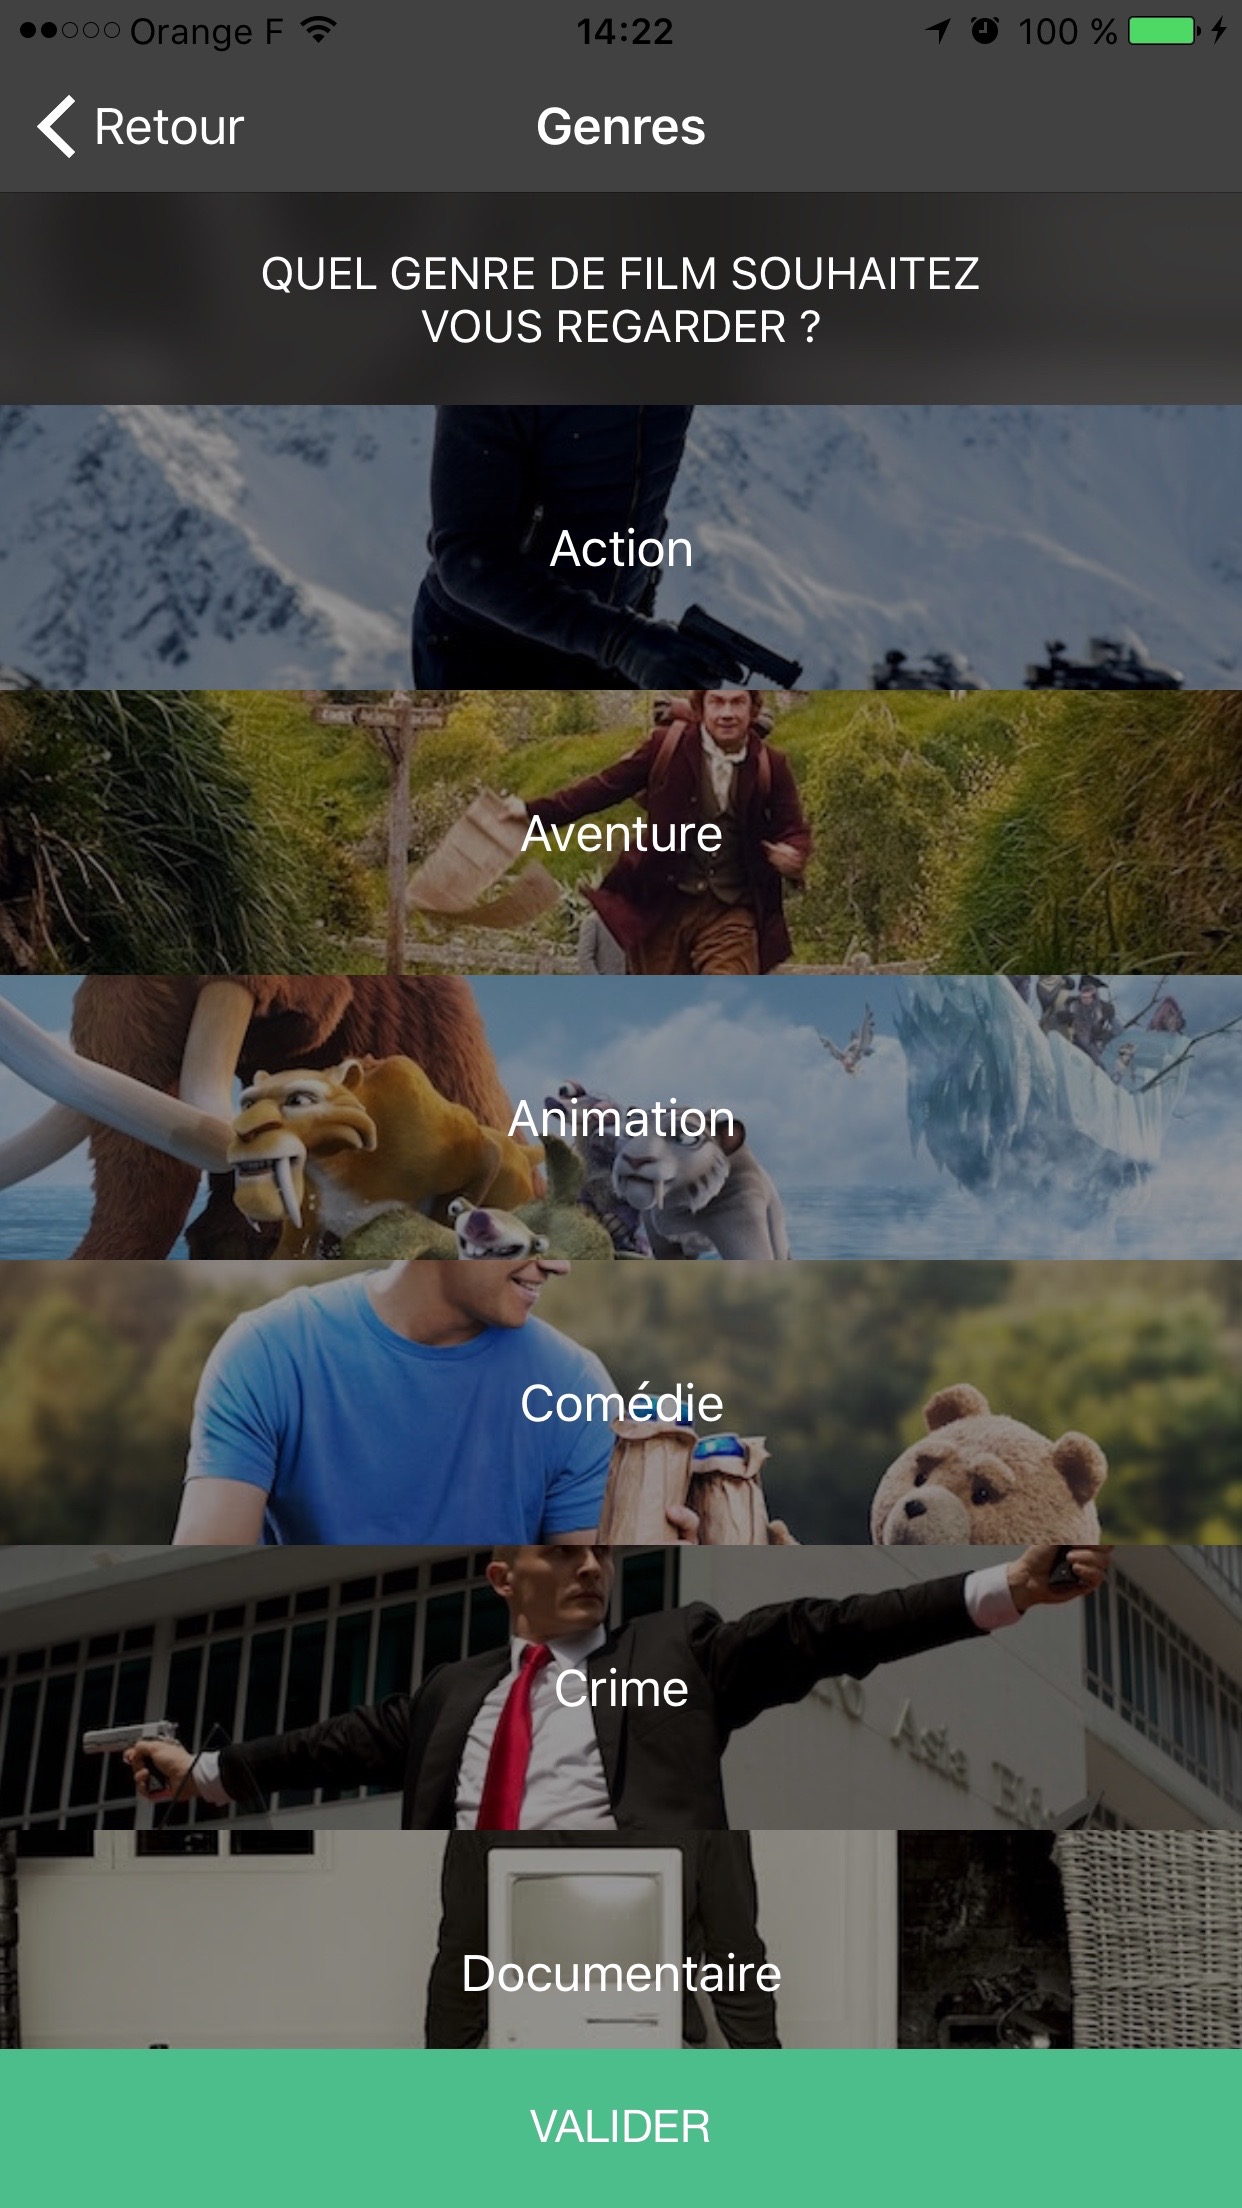 Orange F 14:22 100 %
Retour Genres
QUEL GENRE DE FILM SOUHAITEZ
VOUS REGARDER ?
Action
Aventure
Animation
Comédie
Crime
Documentaire
VALIDER